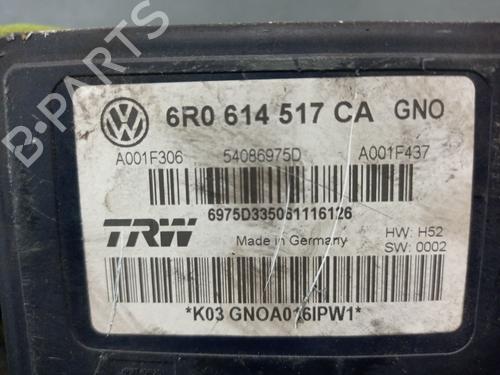 6R0 614 517 CA GNO
A001F306 54086975D A001F437
6975D335061116126
TRW Made in Germany HW: H52
SW: 0002
*K03 GNOA016IPW1*